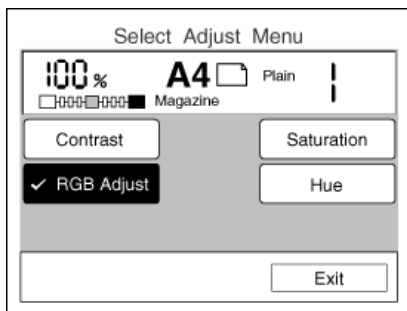 Select Adjust Menu
100 % A4 Plain 1
Magazine
Contrast Saturation
✓ RGB Adjust Hue
Exit